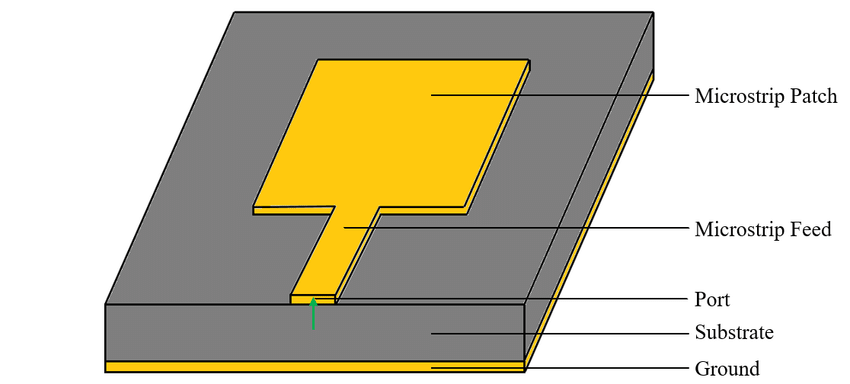 Microstrip Patch
Microstrip Feed
Port
Substrate
Ground